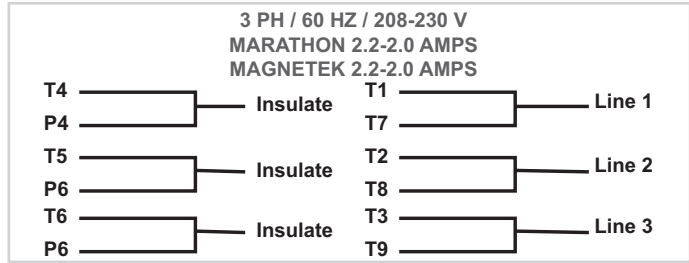 3 PH / 60 HZ / 208-230 V
MARATHON 2.2-2.0 AMPS
MAGNETEK 2.2-2.0 AMPS
T4
P4
Insulate
T5
P6
Insulate
T6
P6
Insulate
T1
T7
Line 1
T2
T8
Line 2
T3
T9
Line 3